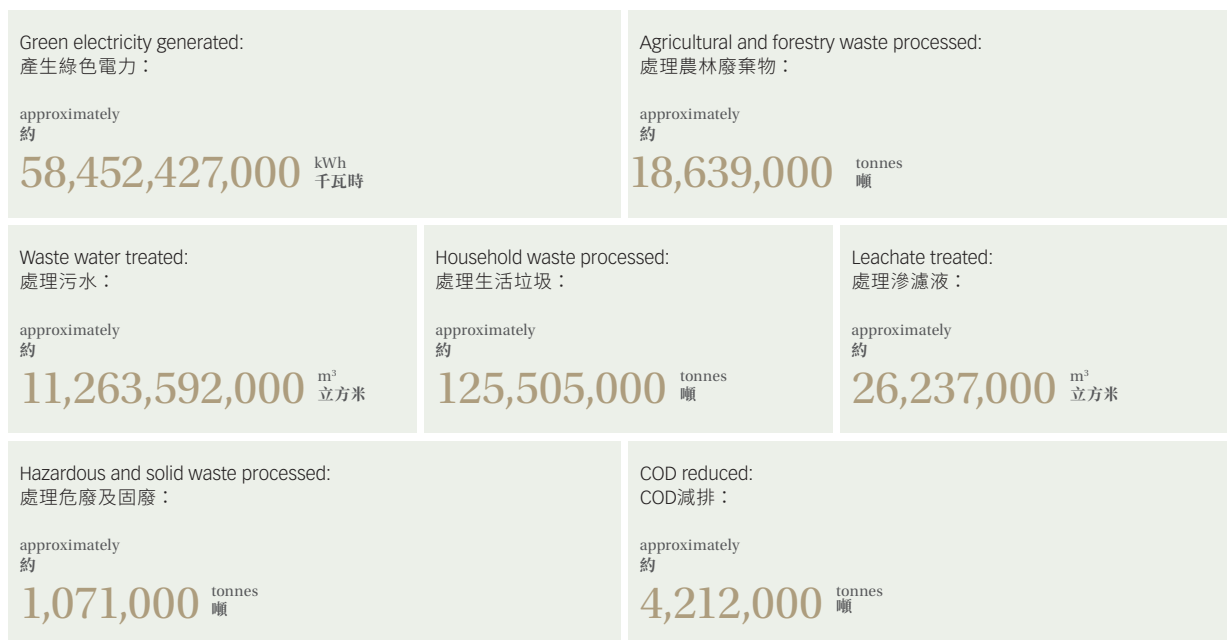 Green electricity generated:
產生綠色電力：
approximately
約
58,452,427,000 kWh
千瓦時
Agricultural and forestry waste processed:
處理農林廢棄物：
approximately
約
18,639,000 tonnes
噸
Waste water treated:
處理污水：
approximately
約
11,263,592,000 m³
立方米
Household waste processed:
處理生活垃圾：
approximately
約
125,505,000 tonnes
噸
Leachate treated:
處理滲濾液：
approximately
約
26,237,000 m³
立方米
Hazardous and solid waste processed:
處理危廢及固廢：
approximately
約
1,071,000 tonnes
噸
COD reduced:
COD減排：
approximately
約
4,212,000 tonnes
噸